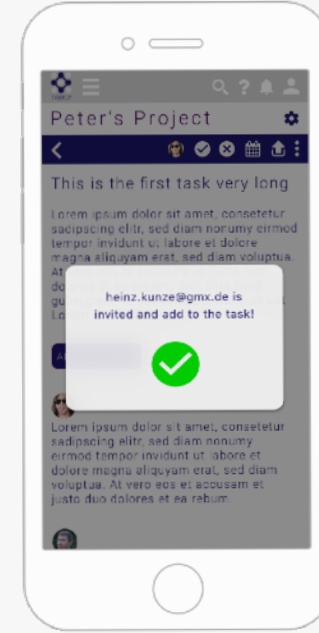 ?
Peter's Project
This is the first task very long
Lorem ipsum dolor sit amet, consetetur
sadipscing elitr, sed diam nonumy eirmod
tempor invidunt ut labore et dolore
magna aliquyam erat, sed diam voluptua.
At
heinz.kunze@gmx.de is
invited and add to the task!
Lorem ipsum dolor sit amet, consetetur
sadipscing elitr, sed diam nonumy
eirmod tempor invidunt ut labore et
dolore magna aliquyam erat, sed diam
voluptua. At vero eos et accusam et
justo duo dolores et ea rebum.